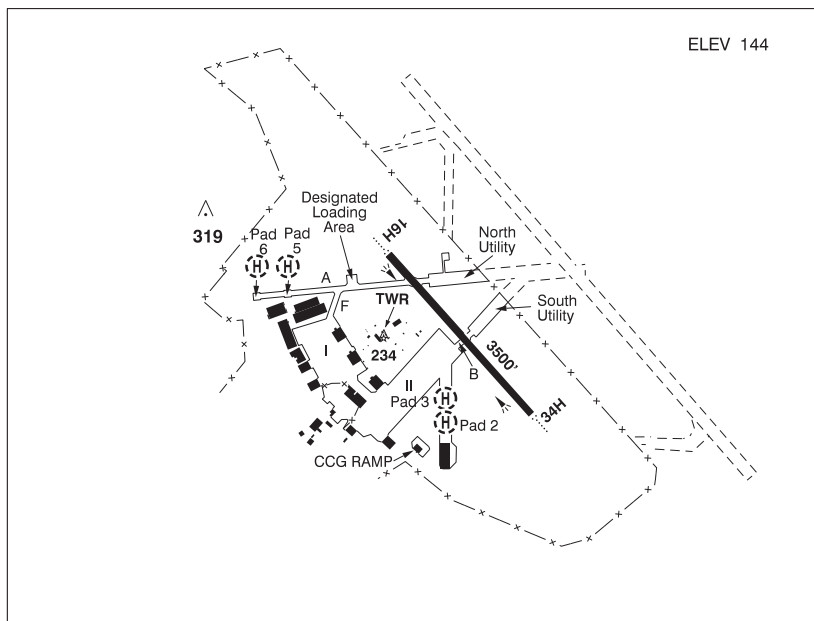 ELEV 144
Designated
Loading
Area
16H
319
Pad
6
Pad
5
H
H
North
Utility
A
F
TWR
South
Utility
234
I
3500'
II
B
Pad 3
H
34H
H
Pad 2
CCG RAMP